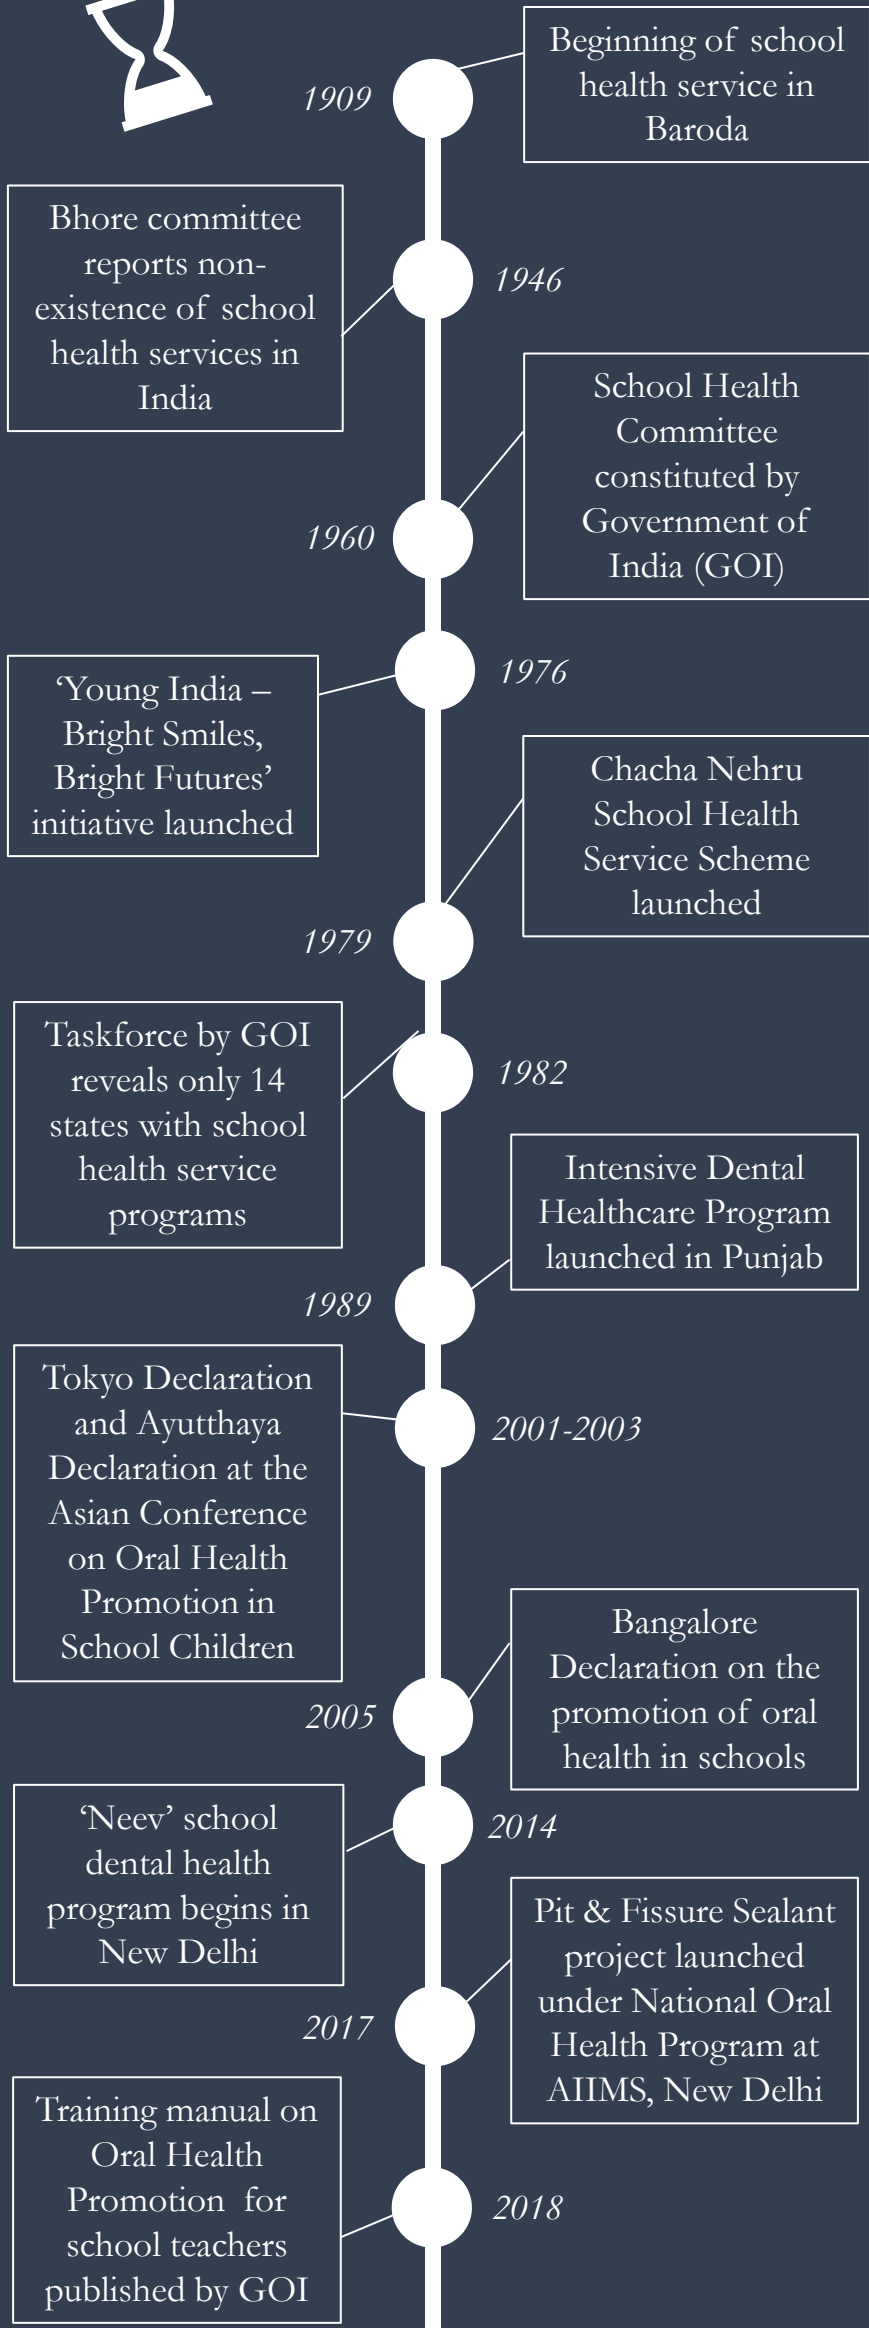 1909
Beginning of school
health service in
Baroda
Bhore committee
reports non-
existence of school
health services in
India
1946
School Health
Committee
constituted by
Government of
India (GOI)
1960
‘Young India –
Bright Smiles,
Bright Futures’
initiative launched
1976
Chacha Nehru
School Health
Service Scheme
launched
1979
Taskforce by GOI
reveals only 14
states with school
health service
programs
1982
Intensive Dental
Healthcare Program
launched in Punjab
1989
Tokyo Declaration
and Ayutthaya
Declaration at the
Asian Conference
on Oral Health
Promotion in
School Children
2001-2003
Bangalore
Declaration on the
promotion of oral
health in schools
2005
‘Neev’ school
dental health
program begins in
New Delhi
2014
Pit & Fissure Sealant
project launched
under National Oral
Health Program at
AIIMS, New Delhi
2017
Training manual on
Oral Health
Promotion for
school teachers
published by GOI
2018